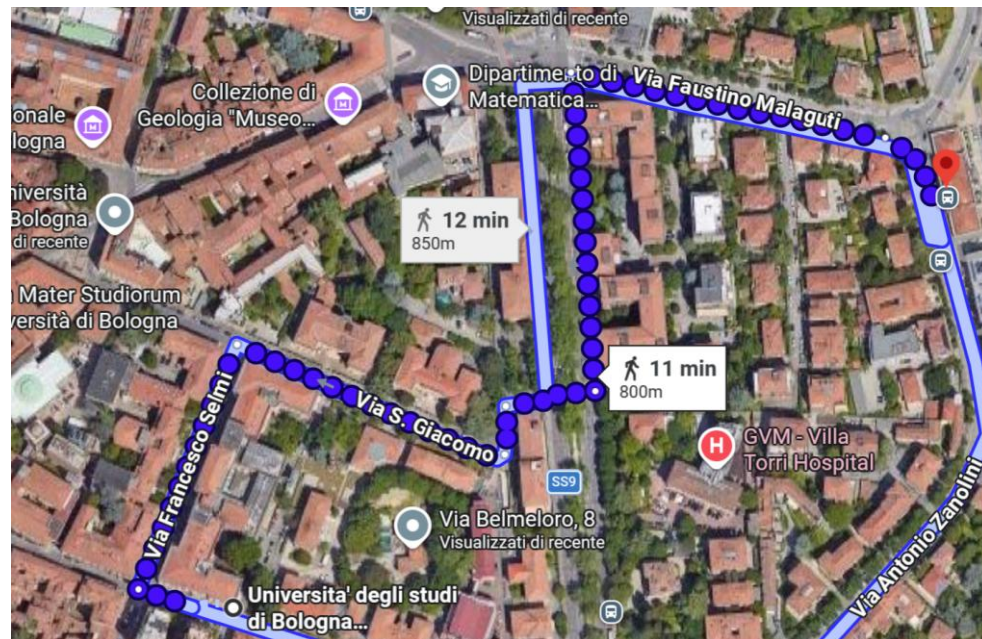 Visualizzati di recente
Dipartimento di
Matematica...
Via Faustino Malaguti
Collezione di
Geologia "Museo...
onale
logna
niversità
Bologna
di recente
12 min
850m
Mater Studiorum
versità di Bologna
11 min
800m
Via Francesco Selmi
Via S. Giacomo
GVM - Villa
Torri Hospital
H
SS9
Via Belmeloro, 8
Visualizzati di recente
Via Antonio Zanolini
Universita' degli studi
di Bologna...